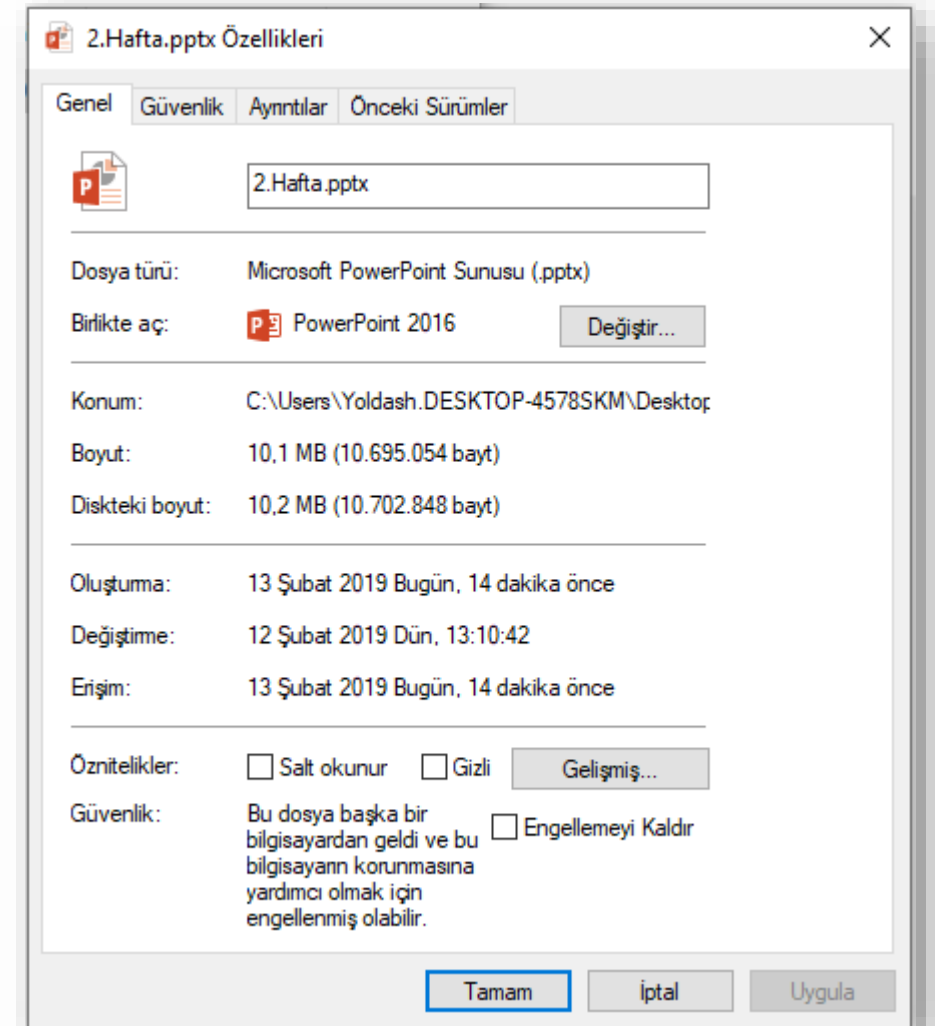 2.Hafta.pptx Özellikleri
Genel Güvenlik Ayrıntılar Önceki Sürümler
2.Hafta.pptx
Dosya türü: Microsoft PowerPoint Sunusu (.pptx)
Birlikte aç: PowerPoint 2016 Değiştir...
Konum: C:\Users\Yoldash.DESKTOP-4578SKM\Desktop
Boyut: 10,1 MB (10.695.054 bayt)
Diskteki boyut: 10,2 MB (10.702.848 bayt)
Oluşturma: 13 Şubat 2019 Bugün, 14 dakika önce
Değiştirme: 12 Şubat 2019 Dün, 13:10:42
Erişim: 13 Şubat 2019 Bugün, 14 dakika önce
Öznitelikler: Salt okunur Gizli Gelişmiş...
Güvenlik: Bu dosya başka bir
bilgisayardan geldi ve bu Engellemeyi Kaldır
bilgisayarın korunmasına
yardımcı olmak için
engellenmiş olabilir.
Tamam İptal Uygula